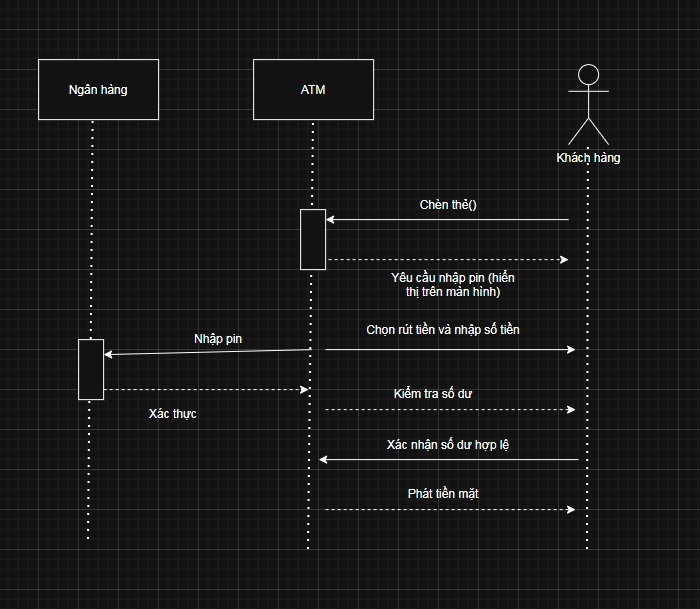 Ngân hàng
ATM
Khách hàng
Chèn thẻ()
Yêu cầu nhập pin (hiển
thị trên màn hình)
Chọn rút tiền và nhập số tiền
Nhập pin
Xác thực
Kiểm tra số dư
Xác nhận số dư hợp lệ
Phát tiền mặt